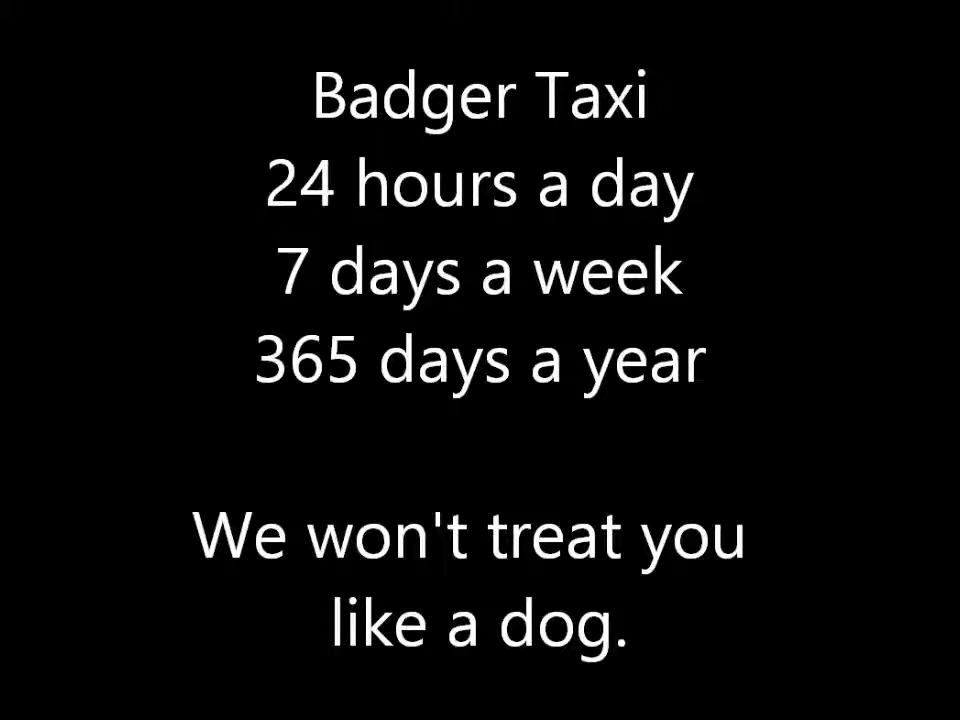 Badger Taxi
24 hours a day
7 days a week
365 days a year
We won't treat you
like a dog.